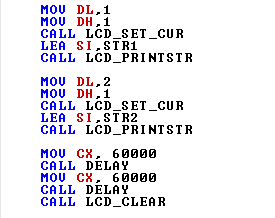 MOV DL,1
MOV DH,1
CALL LCD_SET_CUR
LEA SI,STR1
CALL LCD_PRINTSTR
MOV DL,2
MOV DH,1
CALL LCD_SET_CUR
LEA SI,STR2
CALL LCD_PRINTSTR
MOV CX, 60000
CALL DELAY
MOV CX, 60000
CALL DELAY
CALL LCD_CLEAR